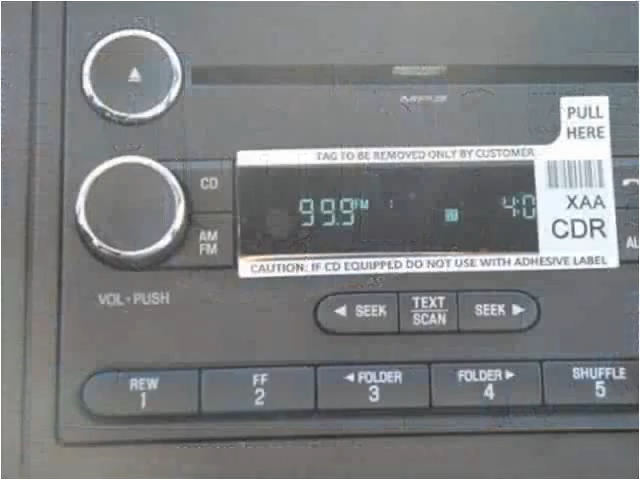 PULL
HERE
TAG TO BE REMOVED ONLY BY CUSTOMER
CD
99.9 FM
XAA
AM
FM
CDR
CAUTION: IF CD EQUIPPED DO NOT USE WITH ADHESIVE LABEL
VOL-PUSH
◄ SEEK
TEXT
SCAN
SEEK ►
REW
1
FF
2
◄ FOLDER
3
FOLDER ►
4
SHUFFLE
5